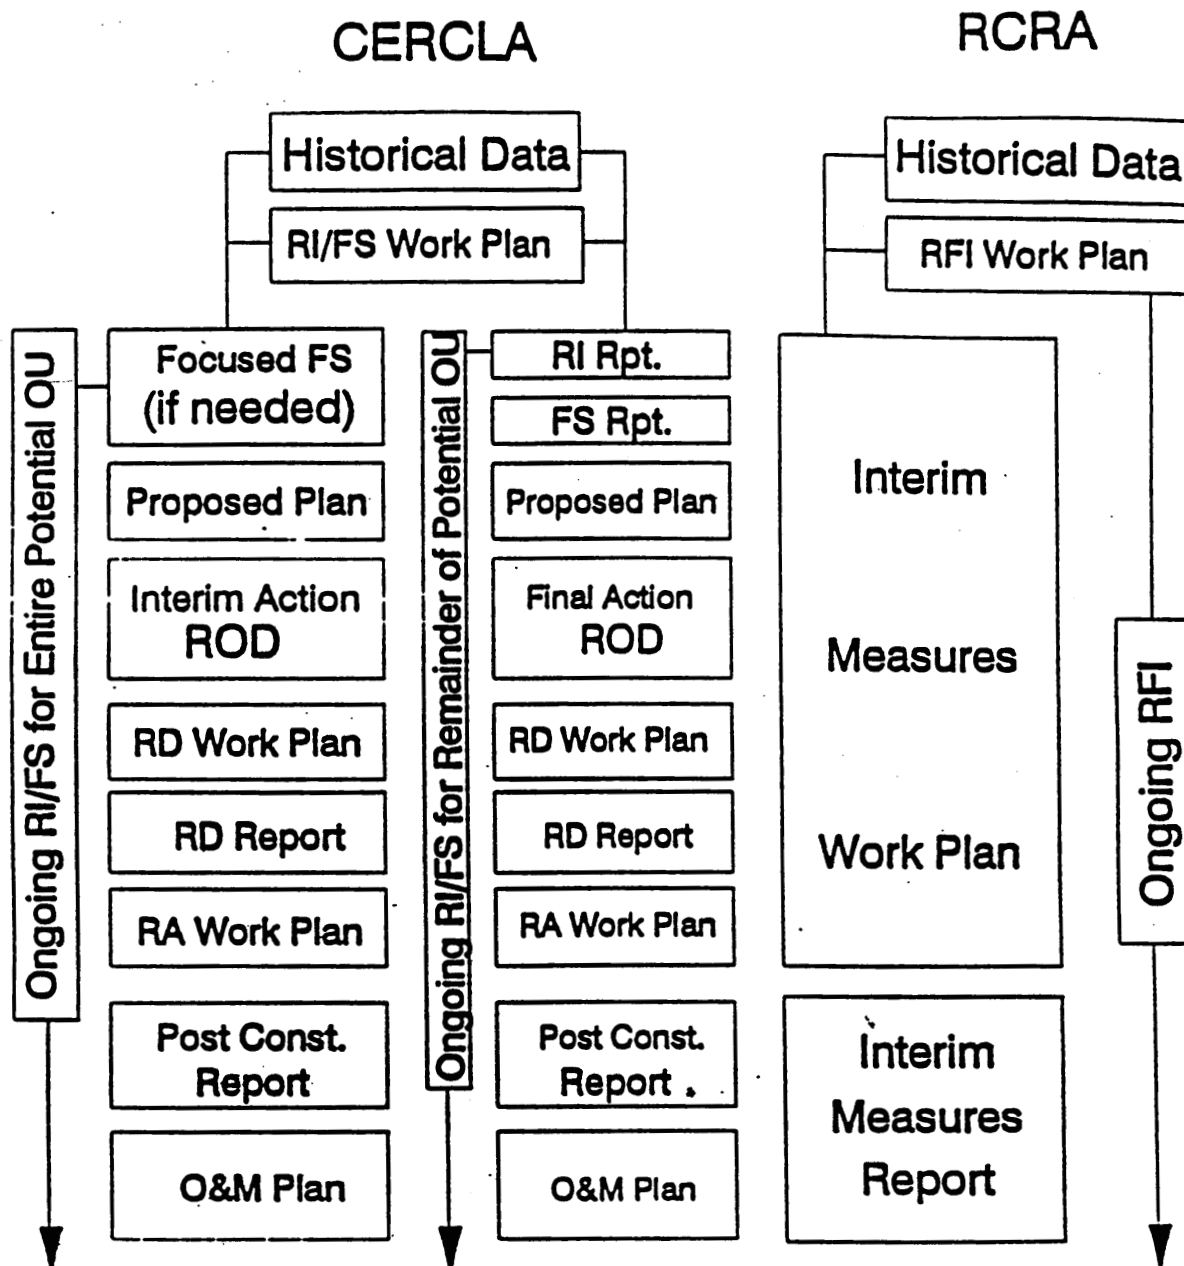 CERCLA
Historical Data
RI/FS Work Plan
Ongoing RI/FS for Entire Potential OU
Focused FS
(if needed)
Proposed Plan
Interim Action
ROD
RD Work Plan
RD Report
RA Work Plan
Post Const.
Report
O&M Plan
Ongoing RI/FS for Remainder of Potential OU
RI Rpt.
FS Rpt.
Proposed Plan
Final Action
ROD
RD Work Plan
RD Report
RA Work Plan
Post Const.
Report
O&M Plan
RCRA
Historical Data
RFI Work Plan
Interim
Measures
Work Plan
Interim
Measures
Report
Ongoing RFI